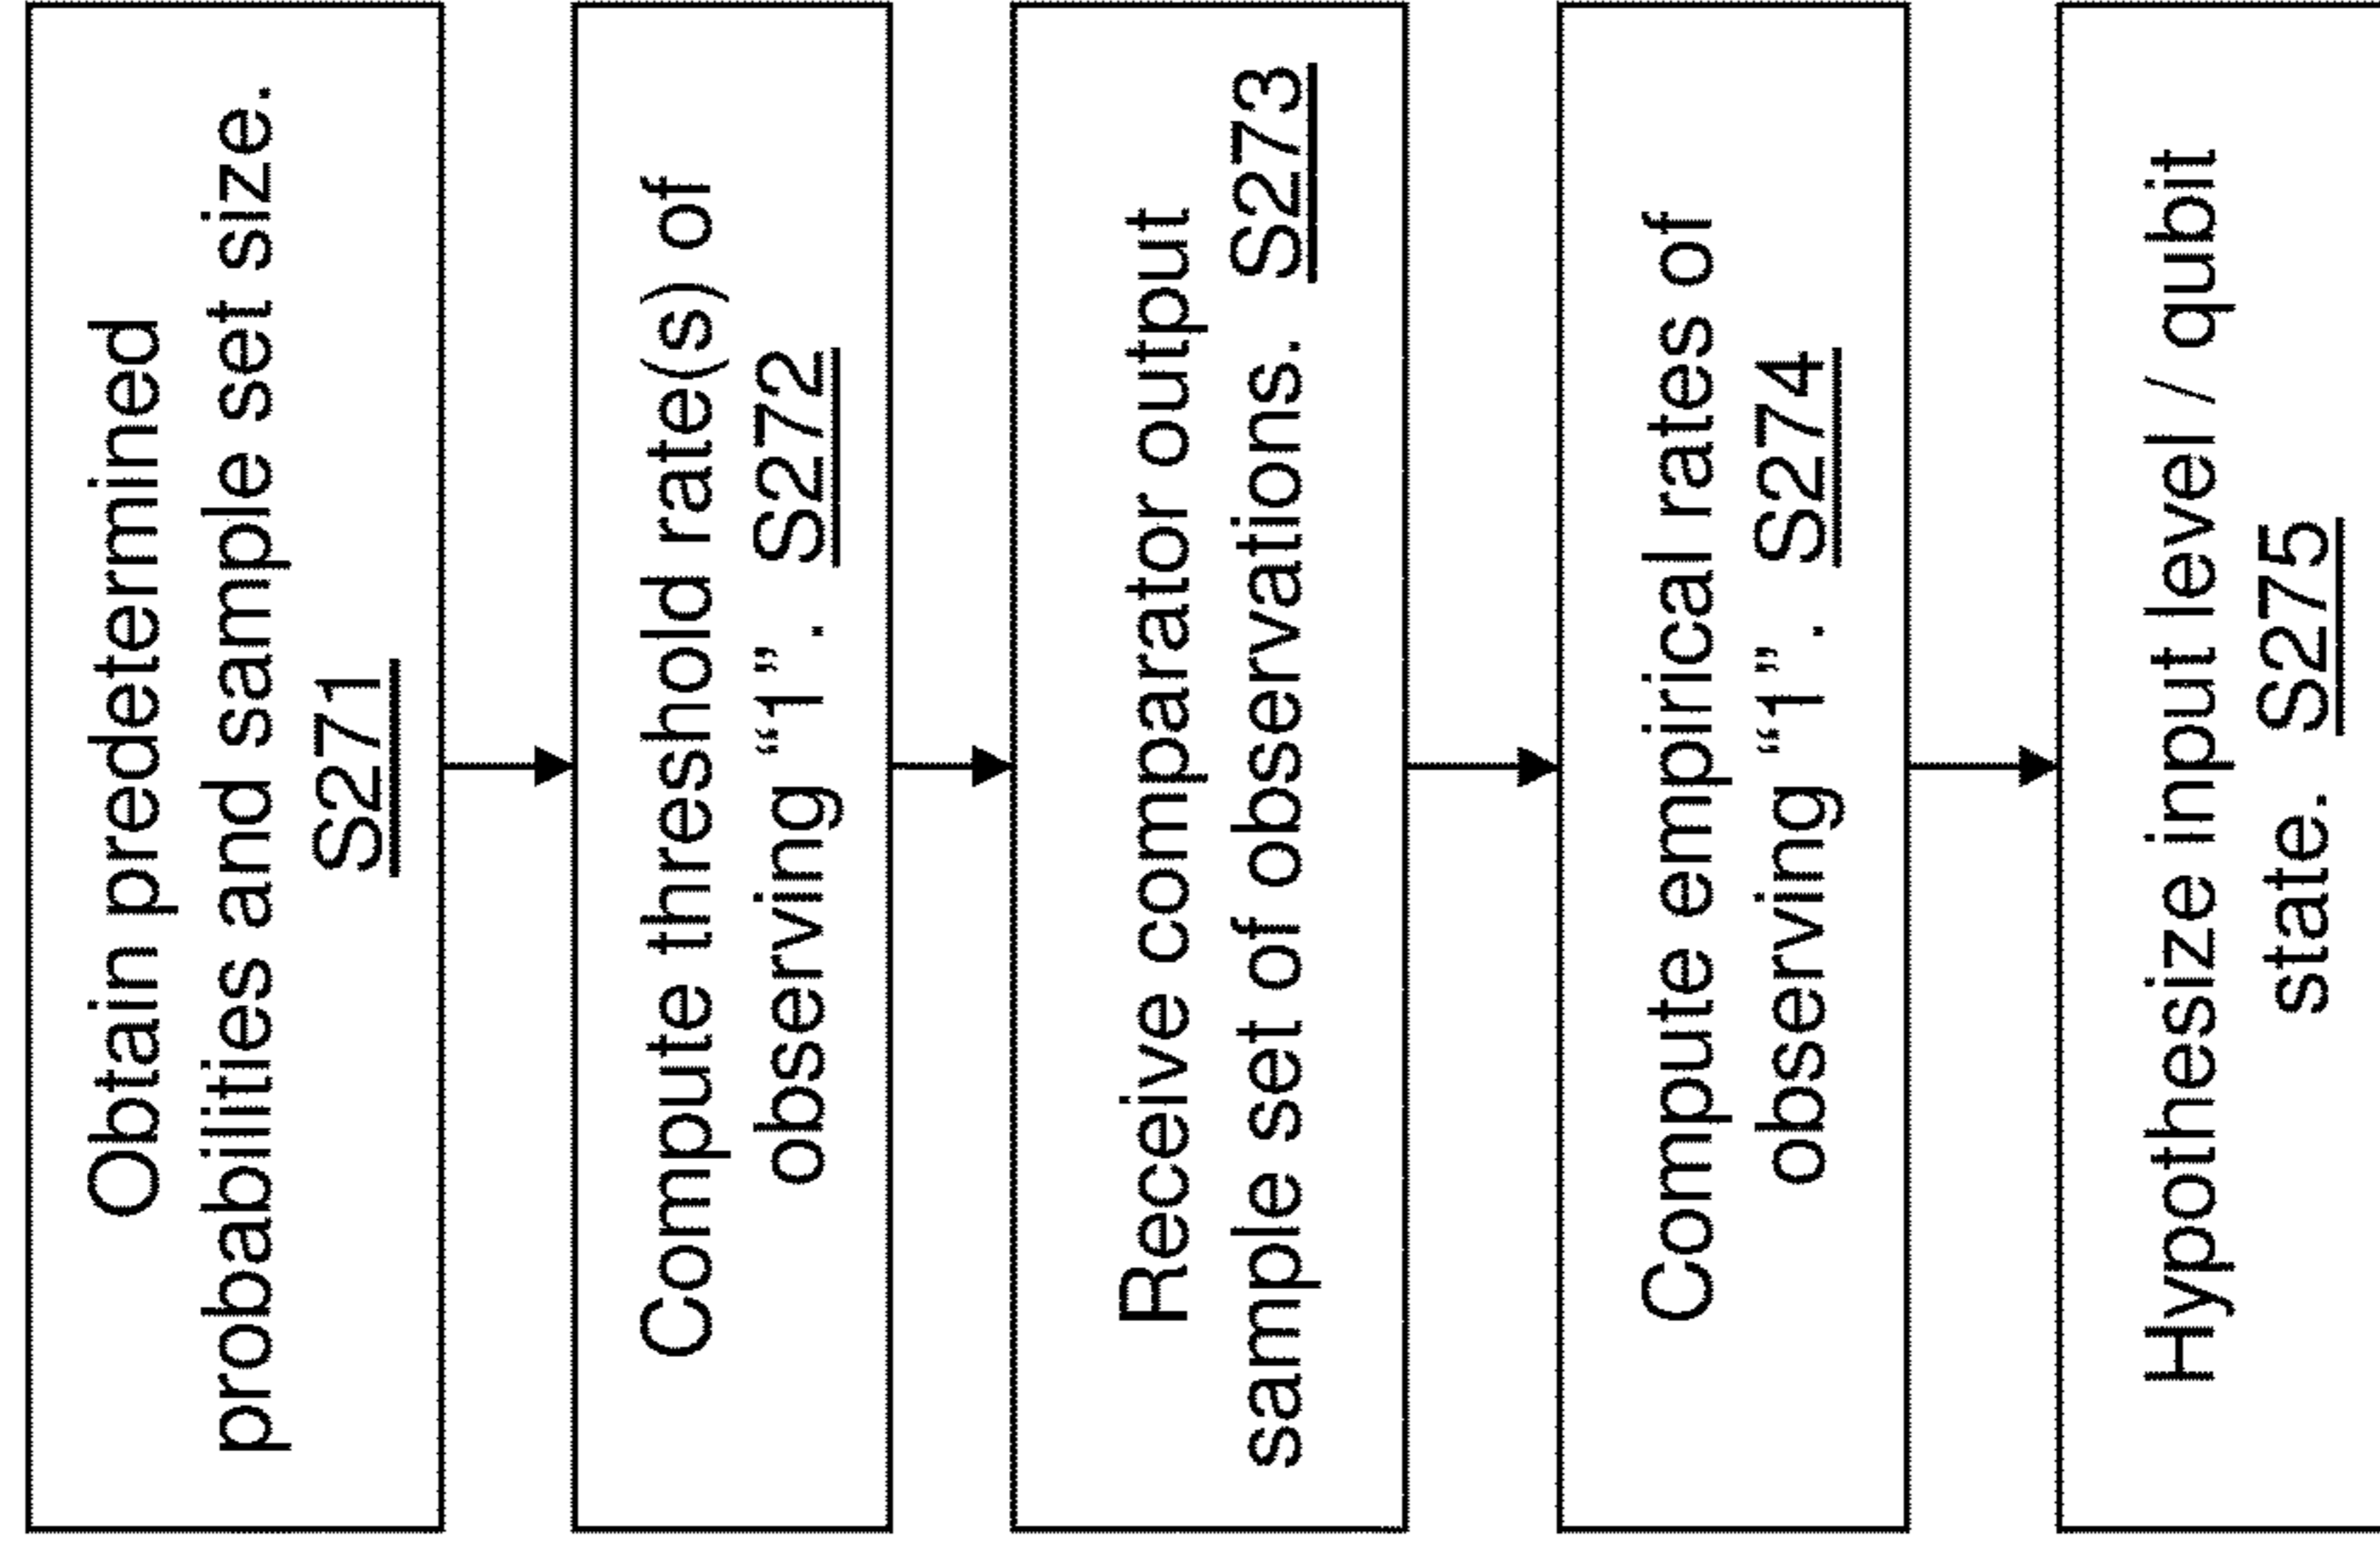 Obtain predetermined
probabilities and sample set size.
S271
Compute threshold rate(s) of
observing “1”. S272
Receive comparator output
sample set of observations. S273
Compute empirical rates of
observing “1”. S274
Hypothesize input level / qubit
state. S275